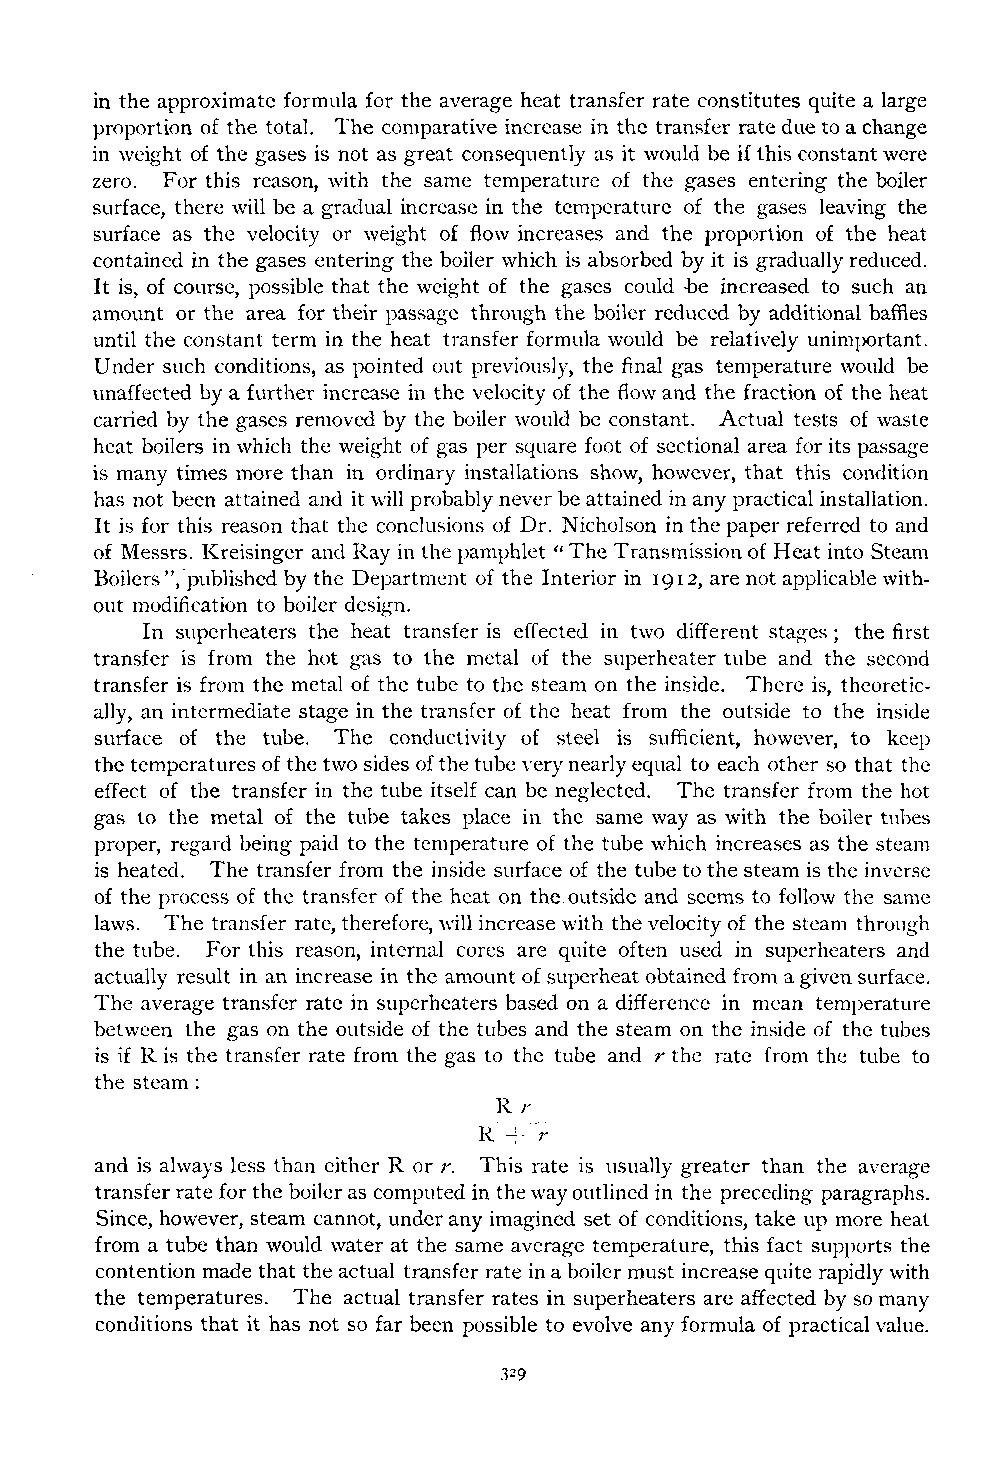 in the approximate formula for the average heat transfer rate constitutes quite a large
proportion of the total. The comparative increase in the transfer rate due to a change
in weight of the gases is not as great consequently as it would be if this constant were
zero. For this reason, with the same temperature of the gases entering the boiler
surface, there will be a gradual increase in the temperature of the gases leaving the
surface as the velocity or weight of flow increases and the proportion of the heat
contained in the gases entering the boiler which is absorbed by it is gradually reduced.
It is, of course, possible that the weight of the gases could be increased to such an
amount or the area for their passage through the boiler reduced by additional baffles
until the constant term in the heat transfer formula would be relatively unimportant.
Under such conditions, as pointed out previously, the final gas temperature would be
unaffected by a further increase in the velocity of the flow and the fraction of the heat
carried by the gases removed by the boiler would be constant. Actual tests of waste
heat boilers in which the weight of gas per square foot of sectional area for its passage
is many times more than in ordinary installations show, however, that this condition
has not been attained and it will probably never be attained in any practical installation.
It is for this reason that the conclusions of Dr. Nicholson in the paper referred to and
of Messrs. Kreisinger and Ray in the pamphlet “The Transmission of Heat into Steam
Boilers”, published by the Department of the Interior in 1912, are not applicable with-
out modification to boiler design.
In superheaters the heat transfer is effected in two different stages; the first
transfer is from the hot gas to the metal of the superheater tube and the second
transfer is from the metal of the tube to the steam on the inside. There is, theoretic-
ally, an intermediate stage in the transfer of the heat from the outside to the inside
surface of the tube. The conductivity of steel is sufficient, however, to keep
the temperatures of the two sides of the tube very nearly equal to each other so that the
effect of the transfer in the tube itself can be neglected. The transfer from the hot
gas to the metal of the tube takes place in the same way as with the boiler tubes
proper, regard being paid to the temperature of the tube which increases as the steam
is heated. The transfer from the inside surface of the tube to the steam is the inverse
of the process of the transfer of the heat on the outside and seems to follow the same
laws. The transfer rate, therefore, will increase with the velocity of the steam through
the tube. For this reason, internal cores are quite often used in superheaters and
actually result in an increase in the amount of superheat obtained from a given surface.
The average transfer rate in superheaters based on a difference in mean temperature
between the gas on the outside of the tubes and the steam on the inside of the tubes
is if R is the transfer rate from the gas to the tube and r the rate from the tube to
the steam :
R r
R + r
and is always less than either R or r. This rate is usually greater than the average
transfer rate for the boiler as computed in the way outlined in the preceding paragraphs.
Since, however, steam cannot, under any imagined set of conditions, take up more heat
from a tube than would water at the same average temperature, this fact supports the
contention made that the actual transfer rate in a boiler must increase quite rapidly with
the temperatures. The actual transfer rates in superheaters are affected by so many
conditions that it has not so far been possible to evolve any formula of practical value.
329